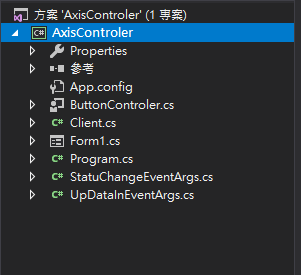 方案 'AxisControler' (1 專案)
C# AxisControler
Properties
參考
App.config
ButtonControler.cs
C# Client.cs
Form1.cs
C# Program.cs
C# StatuChangeEventArgs.cs
C# UpDataInEventArgs.cs